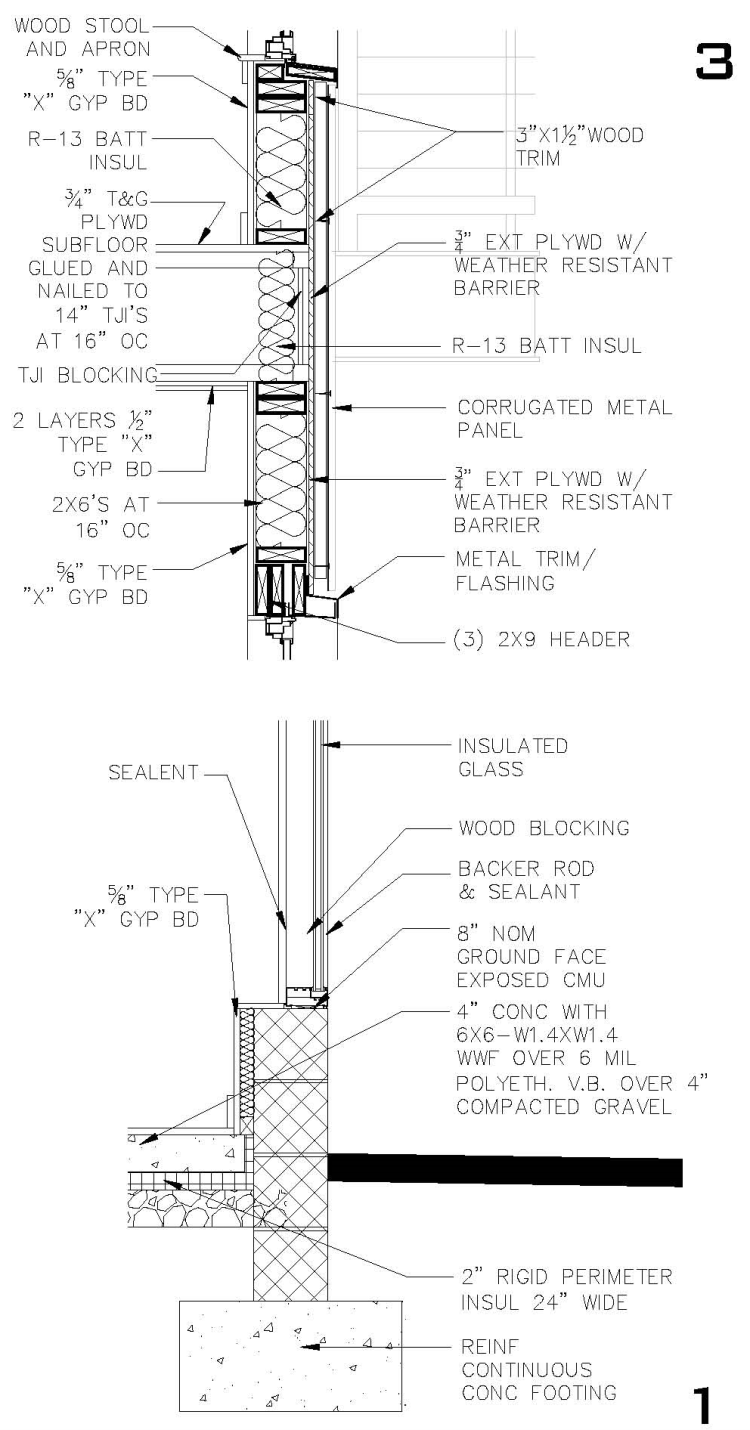 WOOD STOOL
AND APRON
3
⅝" TYPE
"X" GYP BD
3"X1½"WOOD
TRIM
R-13 BATT
INSUL
¾" T&G
PLYWD
SUBFLOOR
GLUED AND
NAILED TO
14" TJI'S
AT 16" OC
¾" EXT PLYWD W/
WEATHER RESISTANT
BARRIER
R-13 BATT INSUL
TJI BLOCKING
2 LAYERS ½"
TYPE "X"
GYP BD
CORRUGATED METAL
PANEL
2X6'S AT
16" OC
¾" EXT PLYWD W/
WEATHER RESISTANT
BARRIER
⅝" TYPE
"X" GYP BD
METAL TRIM/
FLASHING
(3) 2X9 HEADER
INSULATED
GLASS
SEALENT
WOOD BLOCKING
BACKER ROD
& SEALANT
⅝" TYPE
"X" GYP BD
8" NOM
GROUND FACE
EXPOSED CMU
4" CONC WITH
6X6-W1.4XW1.4
WWF OVER 6 MIL
POLYETH. V.B. OVER 4"
COMPACTED GRAVEL
2" RIGID PERIMETER
INSUL 24" WIDE
REINF
CONTINUOUS
CONC FOOTING
1